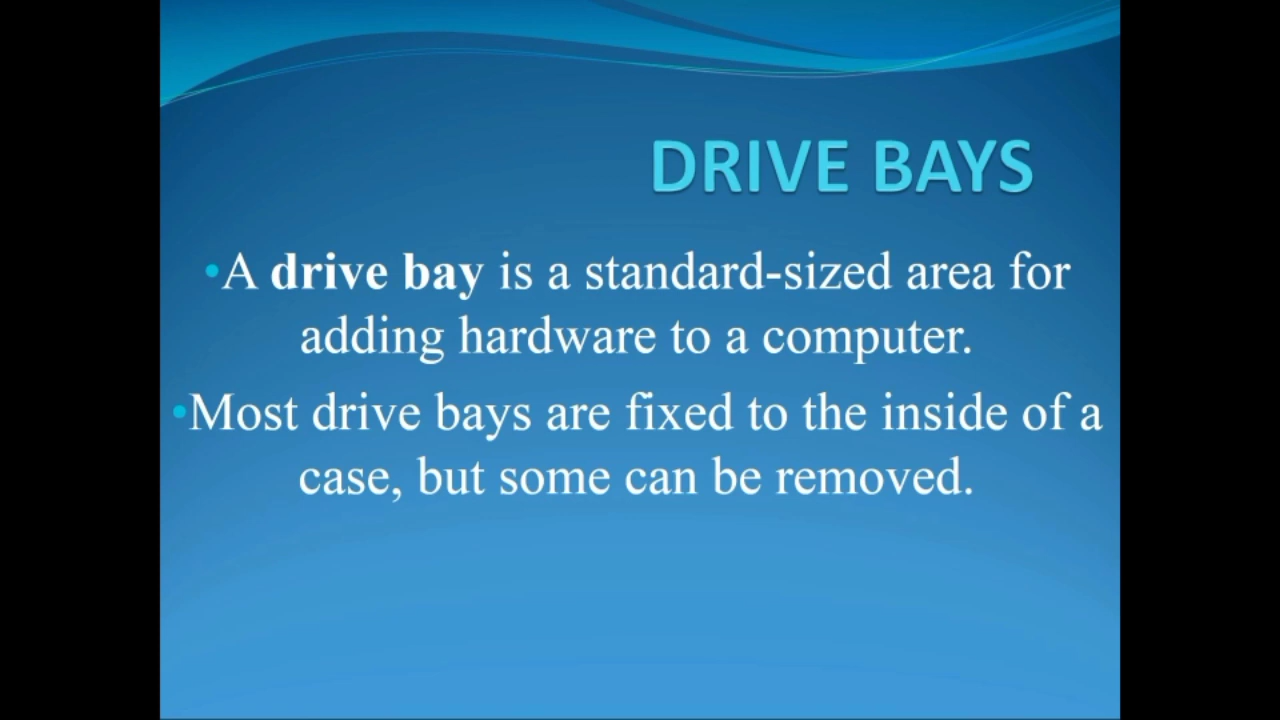 DRIVE BAYS
•A drive bay is a standard-sized area for
adding hardware to a computer.
•Most drive bays are fixed to the inside of a
case, but some can be removed.